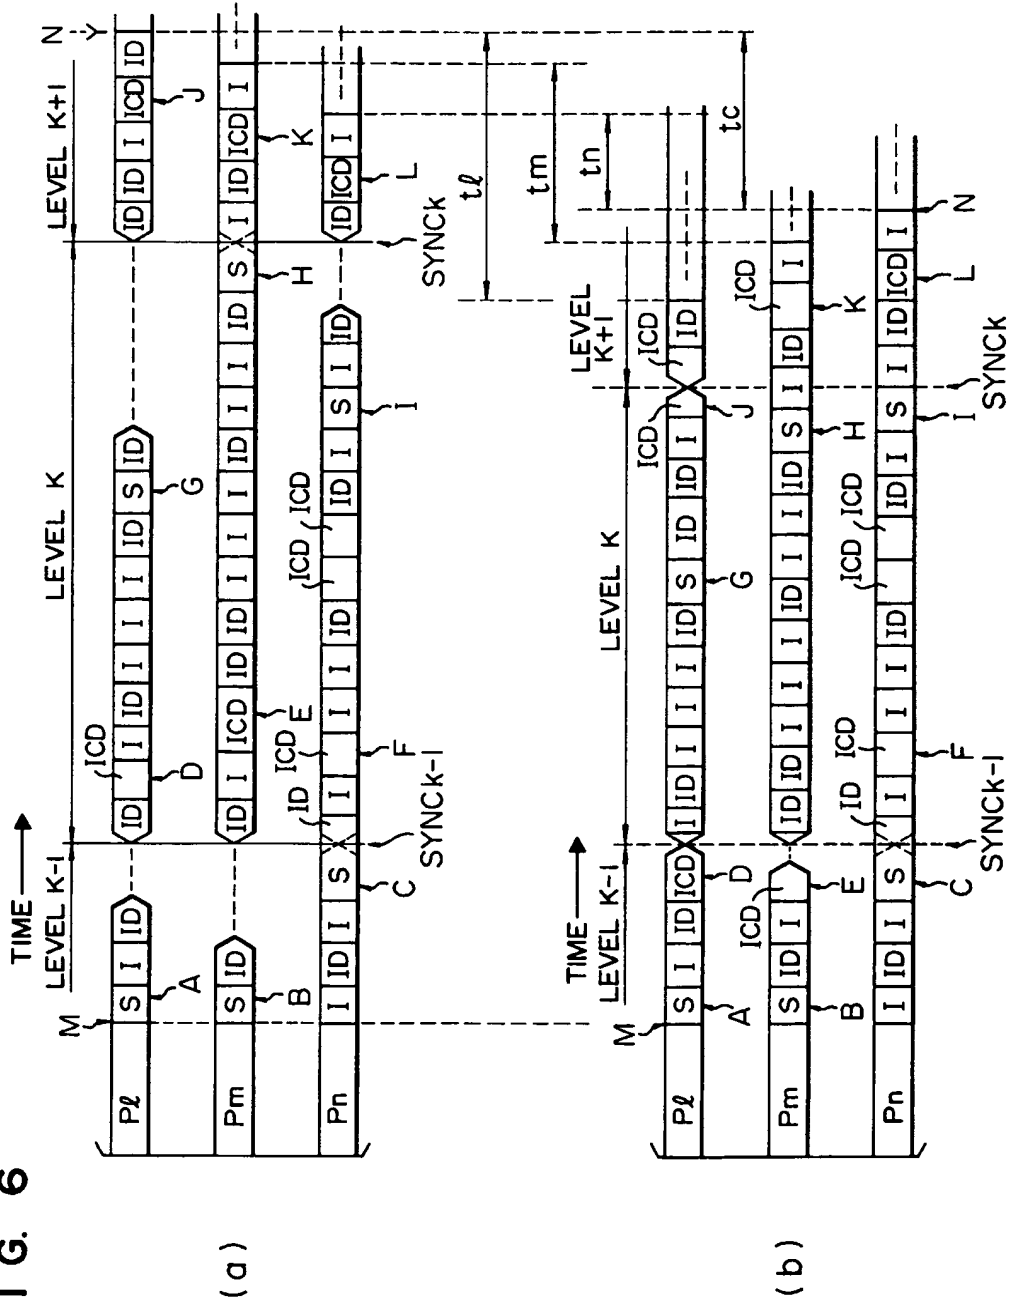 I G. 6
(a)
TIME
LEVEL K-1
LEVEL K
LEVEL K+1
M
N
Y
Pℓ S I ID ID ICD I ID I I I ID S ID ID ID I ICD ID
A D G J
Pm S ID ID I ICD ID ID I I I ID I I ID S I ID ICD I
B E H K
Pn I ID I S ID I ICD I I ID ICD ICD ID I S I ID ID ICD I
C F I L
SYNCk-1
SYNCk
tℓ
tm
tn
tc
(b)
TIME
LEVEL K-1
LEVEL K
LEVEL K+1
M
Pℓ S I ID ICD I ID I I I ID S ID ID I ICD ICD ID
A D G J
Pm S ID I ICD ID ID I I I ID I I ID S I ID ICD I
B E H K
Pn I ID I S ID I ICD I I ID ICD ICD ID I S I ID ICD I
C F I L N
SYNCk-1
SYNCk